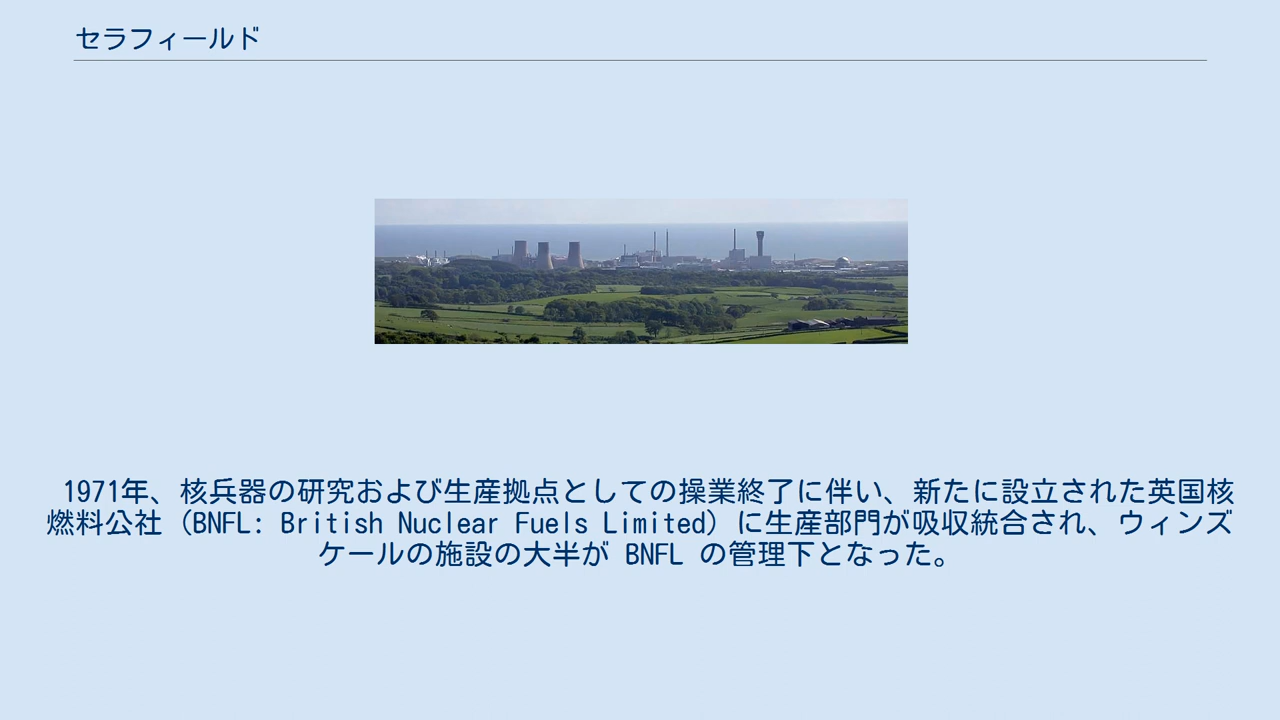 セラフィールド
1971年、核兵器の研究および生産拠点としての操業終了に伴い、新たに設立された英国核
燃料公社（BNFL: British Nuclear Fuels Limited）に生産部門が吸収統合され、ウィンズ
ケールの施設の大半が BNFL の管理下となった。